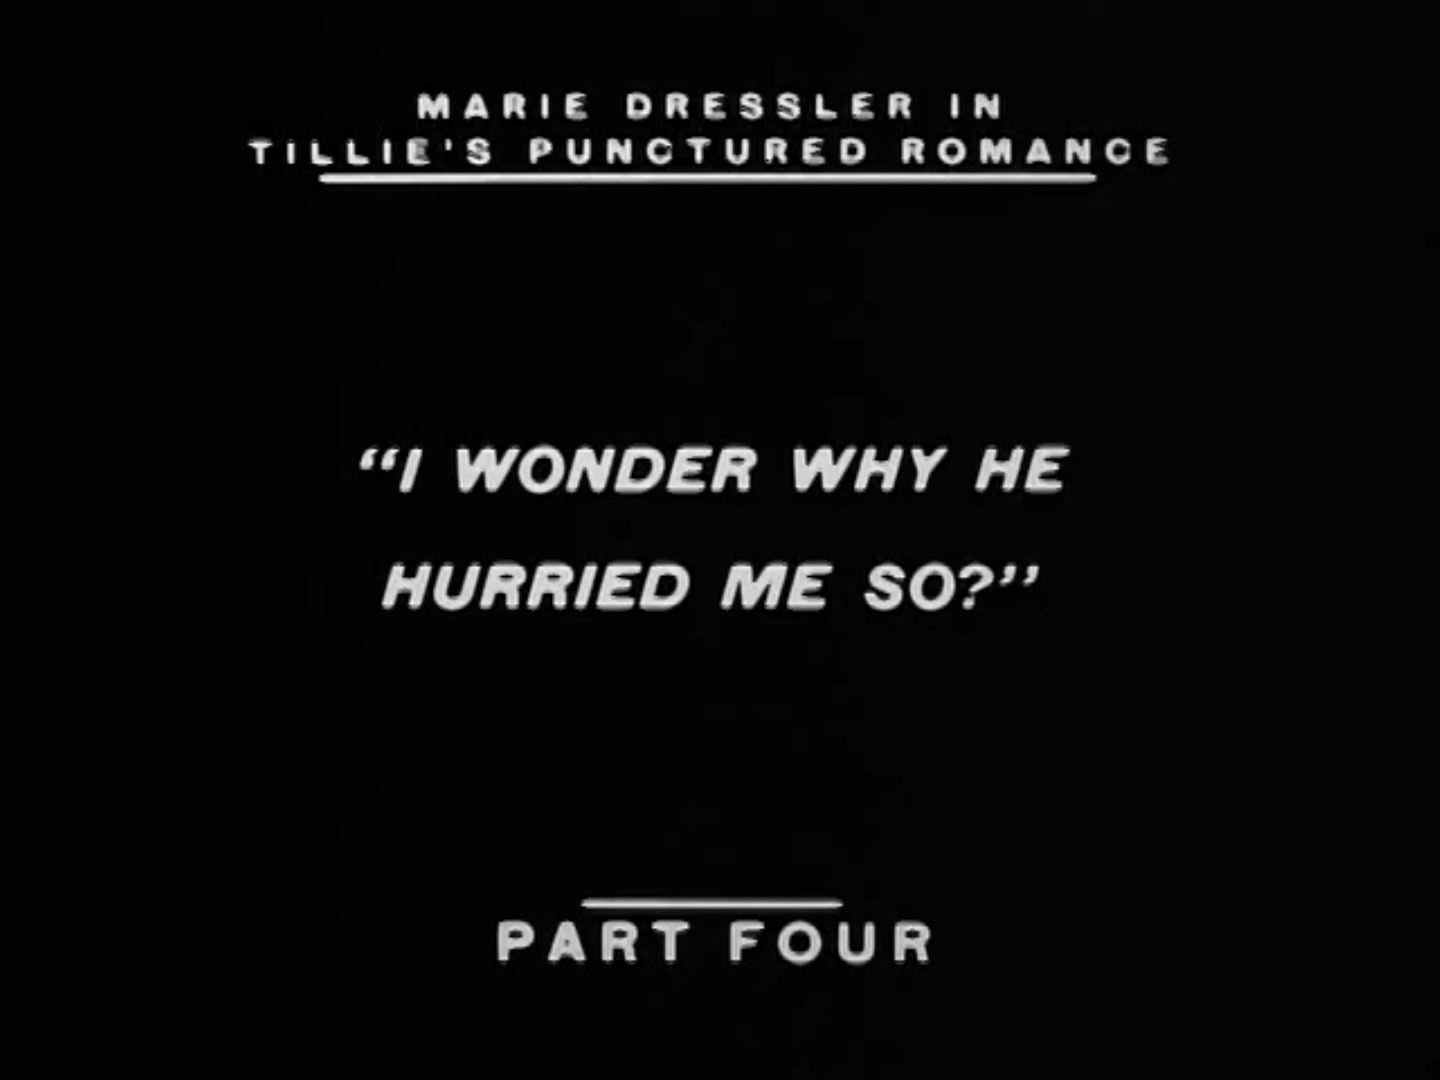 MARIE DRESSLER IN
TILLIE'S PUNCTURED ROMANCE
“I WONDER WHY HE
HURRIED ME SO?”
PART FOUR